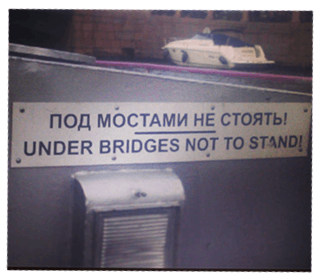 ПОД МОСТАМИ НЕ СТОЯТЬ!
UNDER BRIDGES NOT TO STAND!